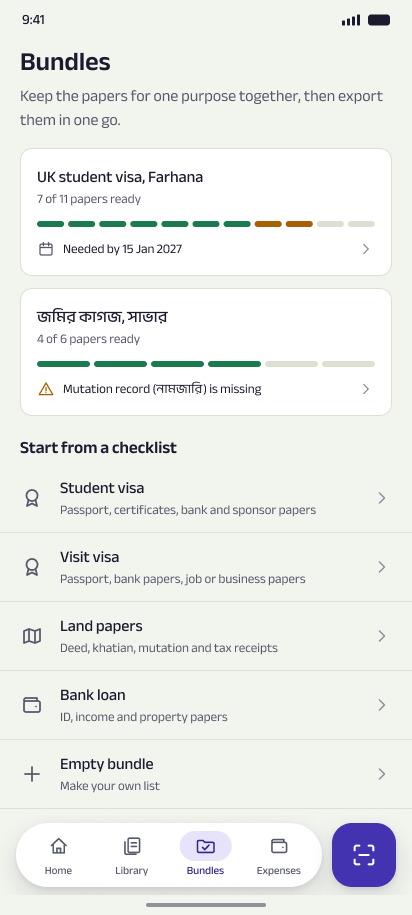 9:41
Bundles
Keep the papers for one purpose together, then export
them in one go.
UK student visa, Farhana
7 of 11 papers ready
Needed by 15 Jan 2027
জমির কাগজ, সাভার
4 of 6 papers ready
Mutation record (নামজারি) is missing
Start from a checklist
Student visa
Passport, certificates, bank and sponsor papers
Visit visa
Passport, bank papers, job or business papers
Land papers
Deed, khatian, mutation and tax receipts
Bank loan
ID, income and property papers
Empty bundle
Make your own list
Home
Library
Bundles
Expenses